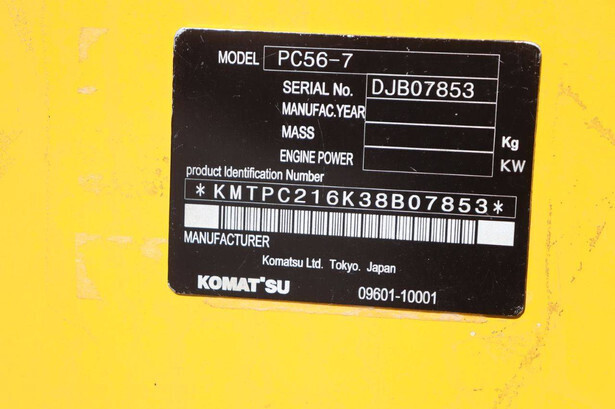 MODEL PC56-7
SERIAL No. DJB07853
MANUFAC.YEAR
MASS Kg
ENGINE POWER KW
product Identification Number
*KMTPC216K38B07853*
MANUFACTURER
Komatsu Ltd. Tokyo. Japan
KOMATSU 09601-10001